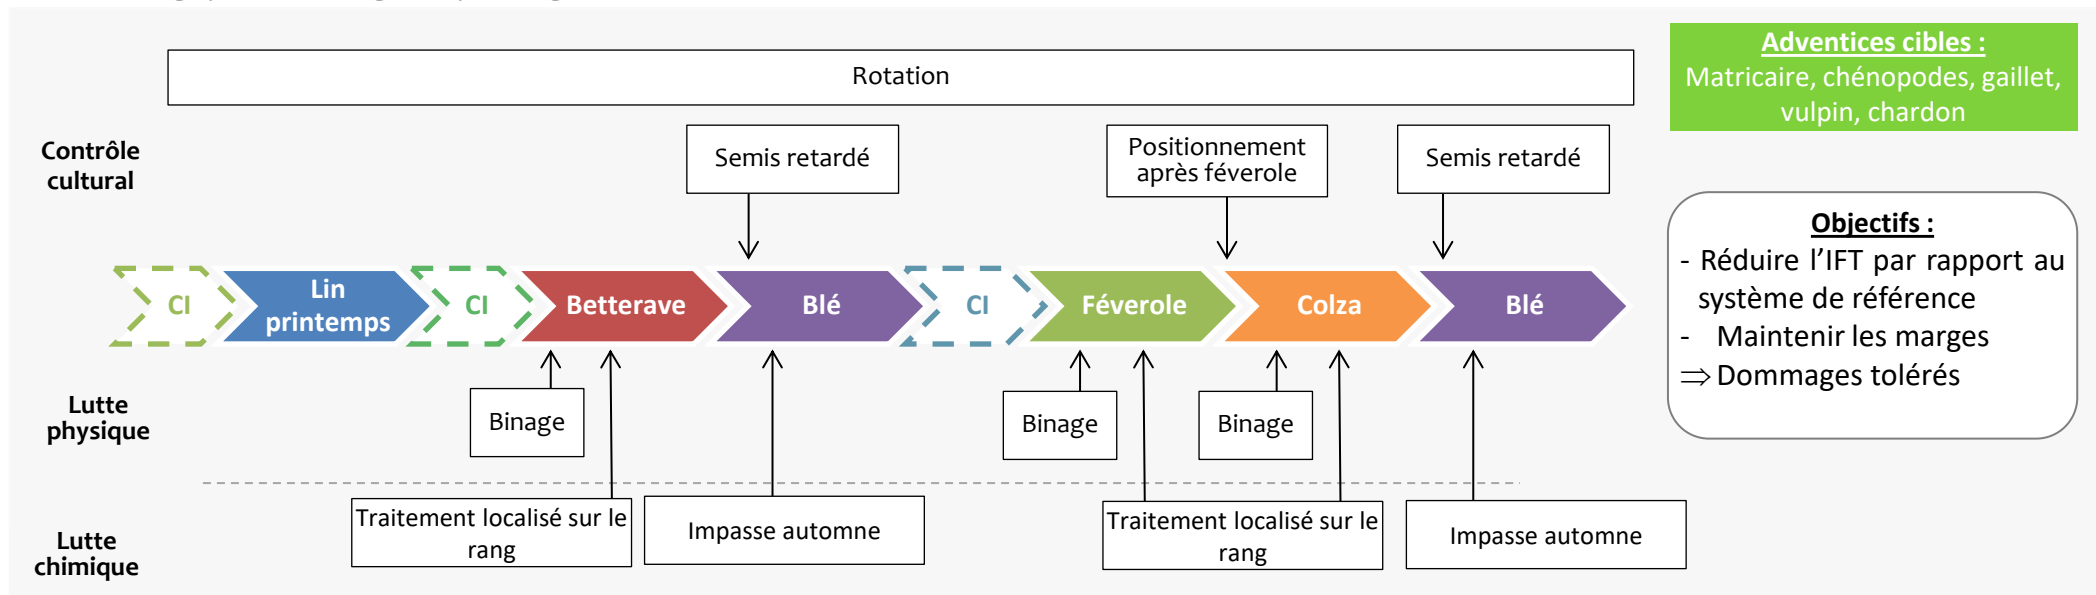 Rotation
Adventices cibles :
Matricaire, chénopodes, gaillet,
vulpin, chardon
Contrôle
cultural
Semis retardé
Positionnement
après féverole
Semis retardé
CI
Lin
printemps
CI
Betterave
Blé
CI
Féverole
Colza
Blé
Objectifs :
- Réduire l’IFT par rapport au
système de référence
- Maintenir les marges
⇒ Dommages tolérés
Lutte
physique
Binage
Binage
Binage
Lutte
chimique
Traitement localisé sur le
rang
Impasse automne
Traitement localisé sur le
rang
Impasse automne